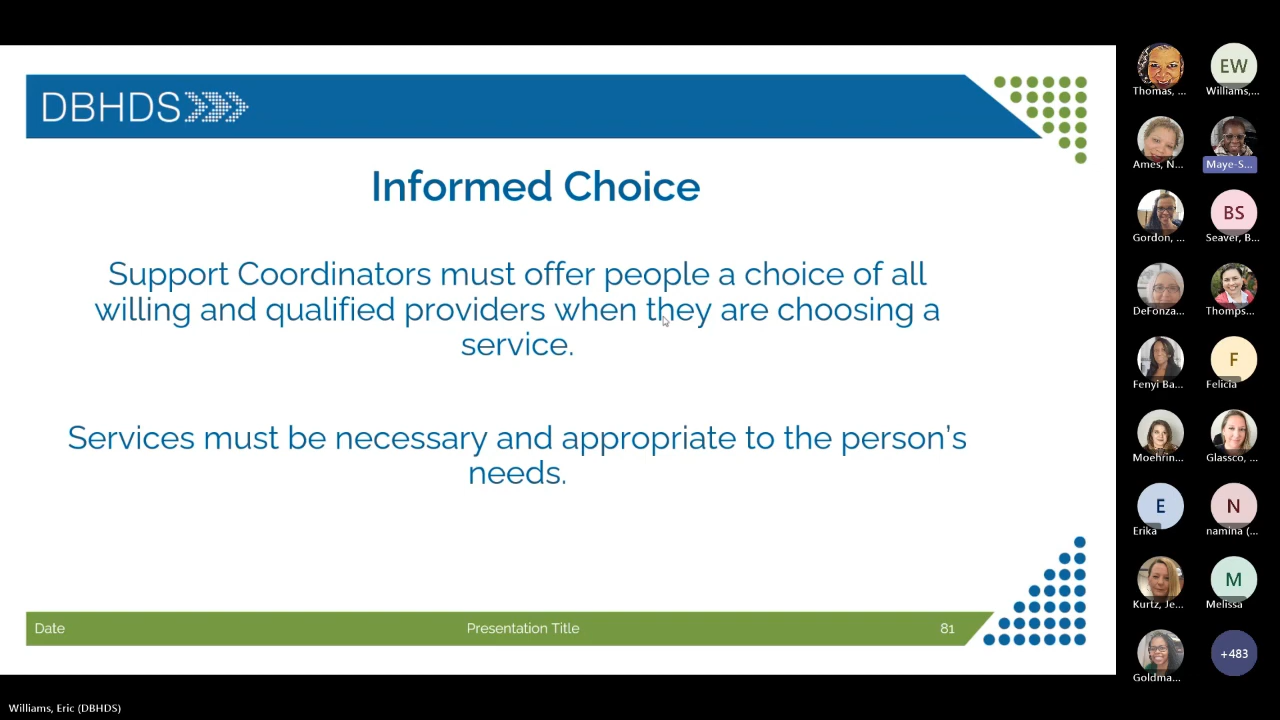 DBHDS
Informed Choice
Support Coordinators must offer people a choice of all
willing and qualified providers when they are choosing a
service.
Services must be necessary and appropriate to the person's
needs.
Date
Presentation Title
81
Thomas, ...
EW
Williams,...
Ames, N...
Maye-S...
Gordon, ...
BS
Seaver, B...
DeFonza...
Thomps...
Fenyi Ba...
F
Felicia
Moehrin...
Glassco, ...
E
Erika
N
namina (...
Kurtz, Je...
M
Melissa
Goldma...
+483
Williams, Eric (DBHDS)